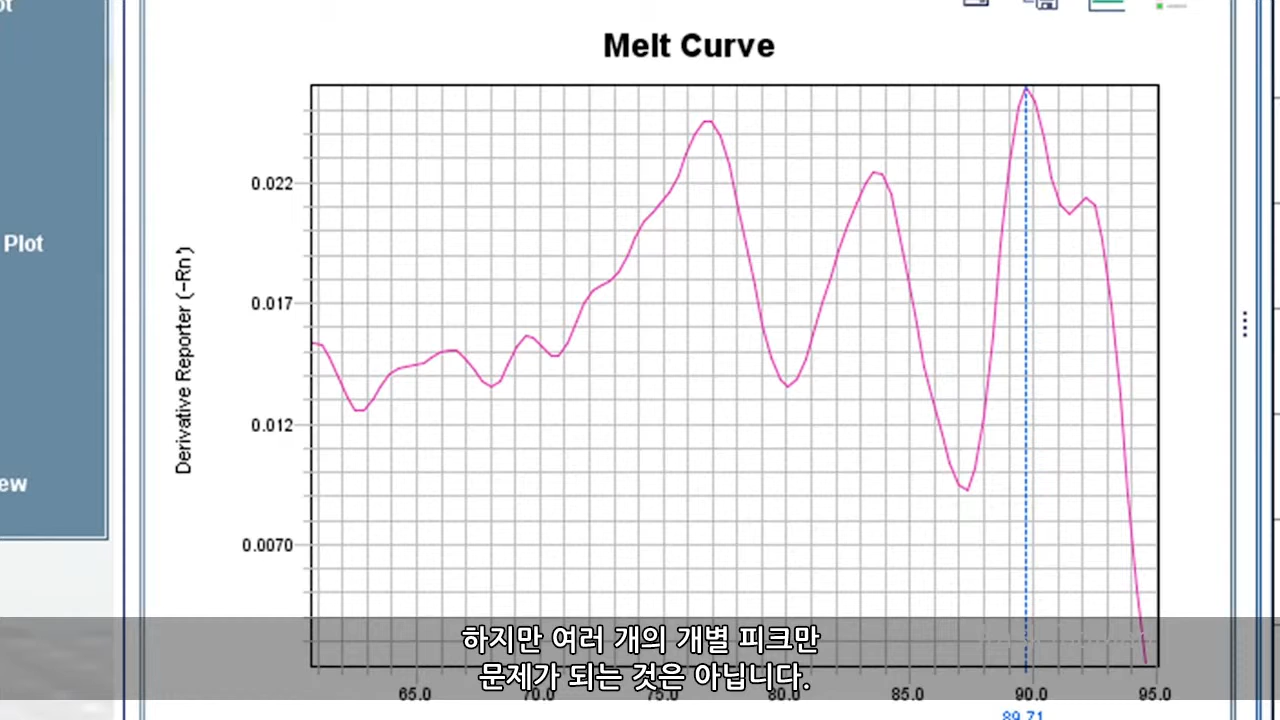 ot
Plot
ew
Melt Curve
Derivative Reporter (-Rn')
0.022
0.017
0.012
0.0070
하지만 여러 개의 개별 피크만
문제가 되는 것은 아닙니다.
65.0 70.0 75.0 80.0 85.0 90.0 95.0
89.71